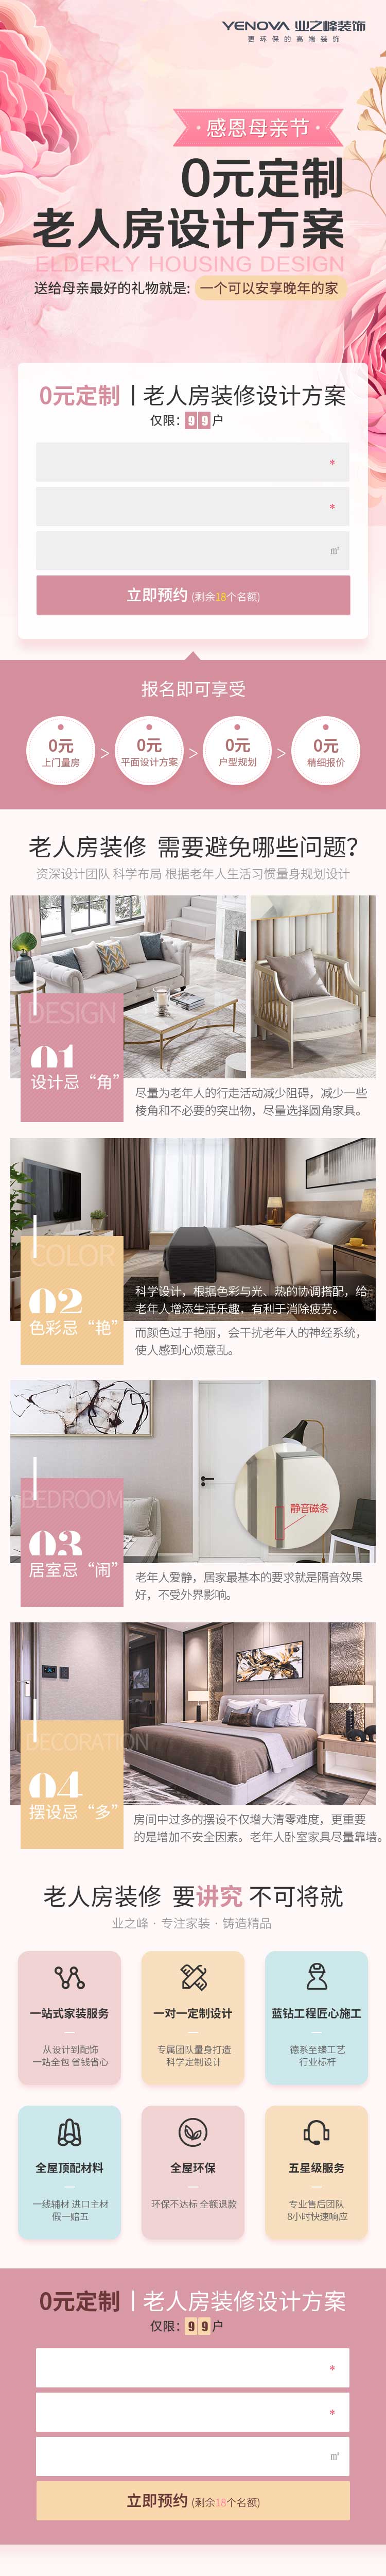 YENOVA 业之峰装饰
更环保的高端装饰
·感恩母亲节·
0元定制
老人房设计方案
ELDERLY HOUSING DESIGN
送给母亲最好的礼物就是: 一个可以安享晚年的家
0元定制 | 老人房装修设计方案
仅限: 99户
*
*
㎡
立即预约 (剩余18个名额)
报名即可享受
0元 > 0元 > 0元 > 0元
上门量房 平面设计方案 户型规划 精细报价
老人房装修 需要避免哪些问题?
资深设计团队 科学布局 根据老年人生活习惯量身规划设计
DESIGN
01
设计忌“角”
尽量为老年人的行走活动减少阻碍，减少一些
棱角和不必要的突出物，尽量选择圆角家具。
COLOR
02
色彩忌“艳”
科学设计，根据色彩与光、热的协调搭配，给
老年人增添生活乐趣，有利于消除疲劳。
而颜色过于艳丽，会干扰老年人的神经系统，
使人感到心烦意乱。
静音磁条
BEDROOM
03
居室忌“闹”
老年人爱静，居家最基本的要求就是隔音效果
好，不受外界影响。
DECORATION
04
摆设忌“多”
房间中过多的摆设不仅增大清零难度，更重要
的是增加不安全因素。老年人卧室家具尽量靠墙。
老人房装修 要讲究 不可将就
业之峰 · 专注家装 · 铸造精品
一站式家装服务
从设计到配饰
一站全包 省钱省心
一对一定制设计
专属团队量身打造
科学定制设计
蓝钻工程匠心施工
德系至臻工艺
行业标杆
全屋顶配材料
一线辅材 进口主材
假一赔五
全屋环保
环保不达标 全额退款
五星级服务
专业售后团队
8小时快速响应
0元定制 | 老人房装修设计方案
仅限: 99户
*
*
㎡
立即预约 (剩余18个名额)